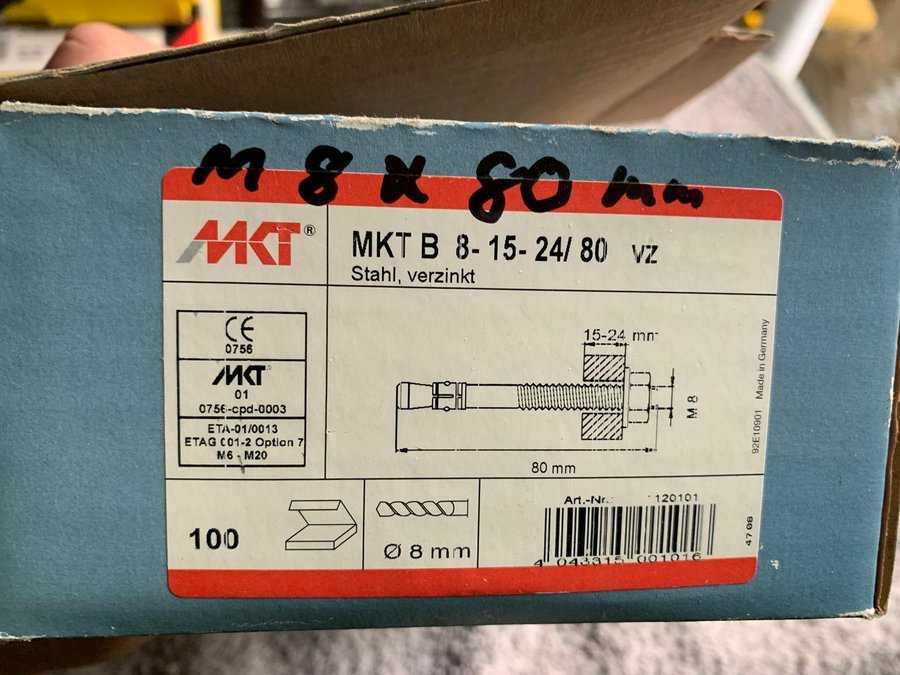 M 8 x 80 mm
MKT®
MKT B 8-15-24/ 80 VZ
Stahl, verzinkt
CE
0756
MKT®
01
0756-cpd-0003
ETA-01/0013
ETAG 001-2 Option 7
M6 - M20
15-24 mm
M 8
80 mm
92E10901 Made in Germany
100
Ø 8 mm
Art.-Nr. 120101
4 043315 001016
47 08